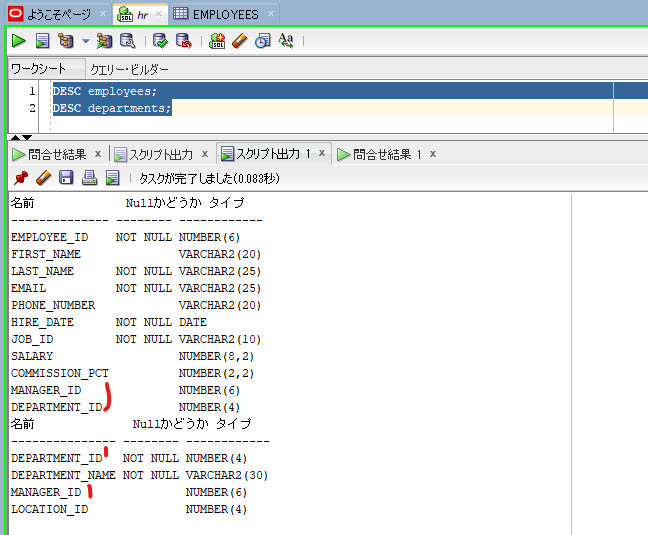 ようこそページ × hr × EMPLOYEES ×
ワークシート クエリー・ビルダー
1 DESC employees;
2 DESC departments;
問合せ結果 × スクリプト出力 × スクリプト出力 1 × 問合せ結果 1 ×
タスクが完了しました(0.083秒)
名前 Nullかどうか タイプ
-------------- -------- ------------
EMPLOYEE_ID NOT NULL NUMBER(6)
FIRST_NAME VARCHAR2(20)
LAST_NAME NOT NULL VARCHAR2(25)
EMAIL NOT NULL VARCHAR2(25)
PHONE_NUMBER VARCHAR2(20)
HIRE_DATE NOT NULL DATE
JOB_ID NOT NULL VARCHAR2(10)
SALARY NUMBER(8,2)
COMMISSION_PCT NUMBER(2,2)
MANAGER_ID NUMBER(6)
DEPARTMENT_ID NUMBER(4)
名前 Nullかどうか タイプ
--------------- -------- ------------
DEPARTMENT_ID NOT NULL NUMBER(4)
DEPARTMENT_NAME NOT NULL VARCHAR2(30)
MANAGER_ID NUMBER(6)
LOCATION_ID NUMBER(4)